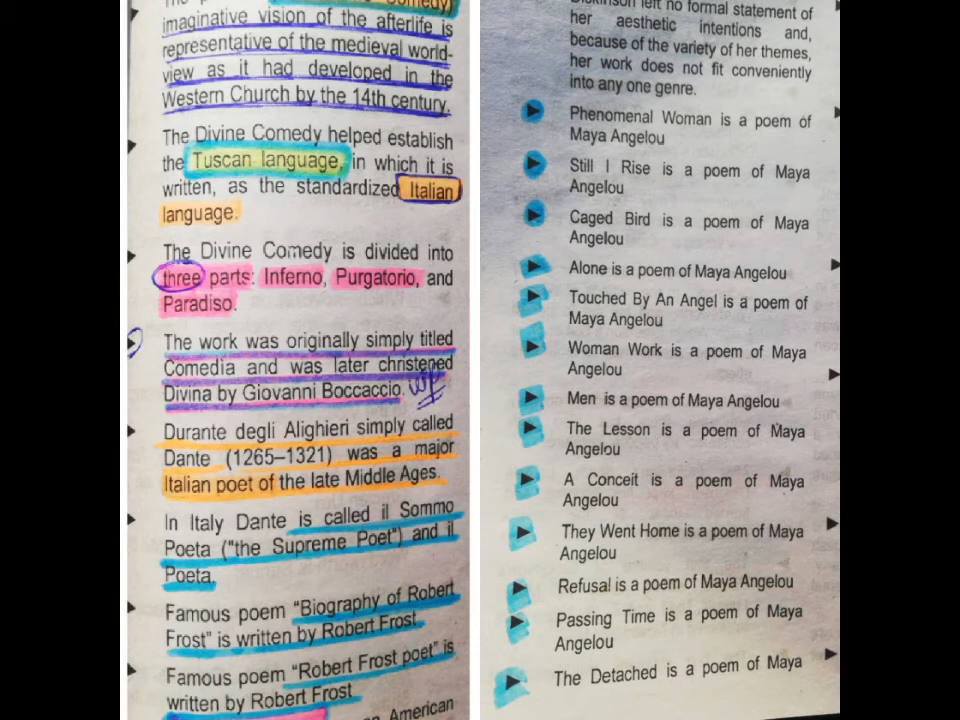 imaginative vision of the afterlife is
representative of the medieval world-
view as it had developed in the
Western Church by the 14th century.
The Divine Comedy helped establish
the Tuscan language, in which it is
written, as the standardized Italian
language.
The Divine Comedy is divided into
three parts: Inferno, Purgatorio, and
Paradiso.
The work was originally simply titled
Comedia and was later christened
Divina by Giovanni Boccaccio.
Durante degli Alighieri simply called
Dante (1265–1321) was a major
Italian poet of the late Middle Ages.
In Italy Dante is called il Sommo
Poeta ("the Supreme Poet") and il
Poeta.
Famous poem "Biography of Robert
Frost" is written by Robert Frost
Famous poem "Robert Frost poet" is
written by Robert Frost
American
Dickinson left no formal statement of
her aesthetic intentions and,
because of the variety of her themes,
her work does not fit conveniently
into any one genre.
Phenomenal Woman is a poem of
Maya Angelou
Still I Rise is a poem of Maya
Angelou
Caged Bird is a poem of Maya
Angelou
Alone is a poem of Maya Angelou
Touched By An Angel is a poem of
Maya Angelou
Woman Work is a poem of Maya
Angelou
Men is a poem of Maya Angelou
The Lesson is a poem of Maya
Angelou
A Conceit is a poem of Maya
Angelou
They Went Home is a poem of Maya
Angelou
Refusal is a poem of Maya Angelou
Passing Time is a poem of Maya
Angelou
The Detached is a poem of Maya